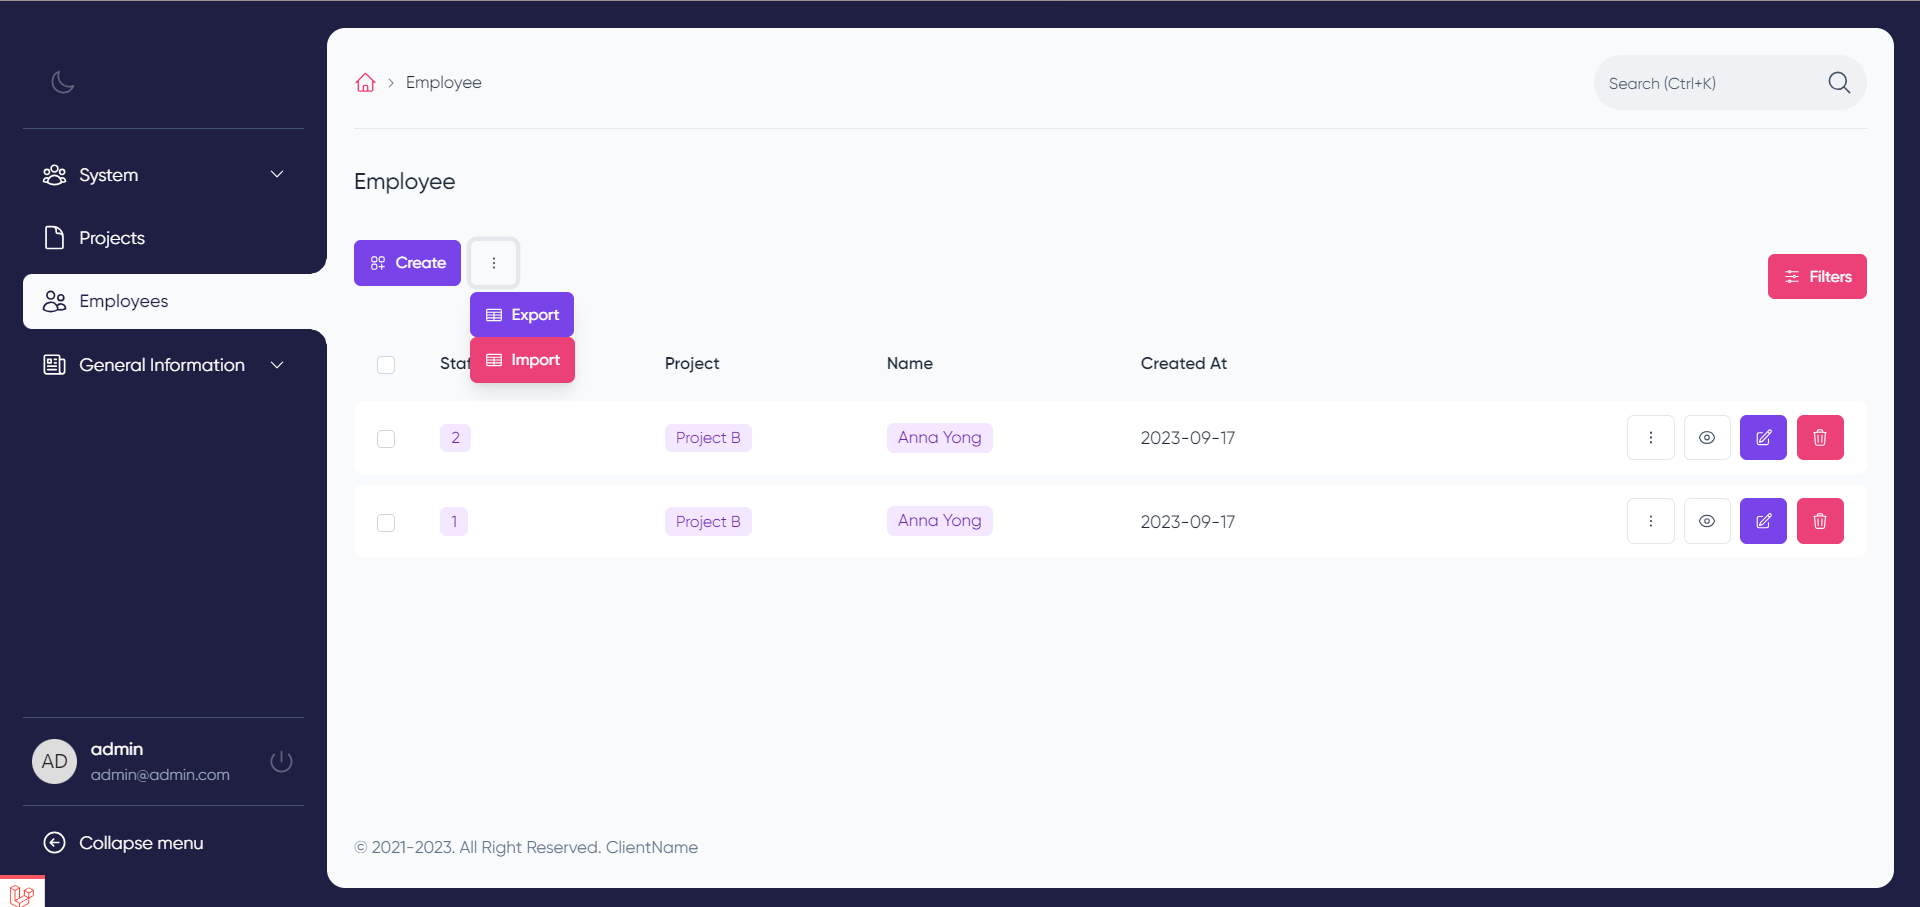 Employee
Search (Ctrl+K)
System
Projects
Employees
General Information
Employee
Create
Filters
Export
Import
Project
Name
Created At
2
Project B
Anna Yong
2023-09-17
1
Project B
Anna Yong
2023-09-17
AD
admin
admin@admin.com
Collapse menu
© 2021-2023. All Right Reserved. ClientName